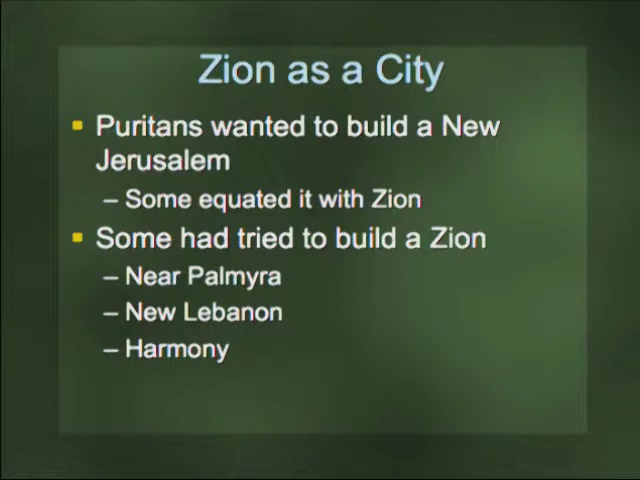 Zion as a City
Puritans wanted to build a New
Jerusalem
– Some equated it with Zion
Some had tried to build a Zion
– Near Palmyra
– New Lebanon
– Harmony